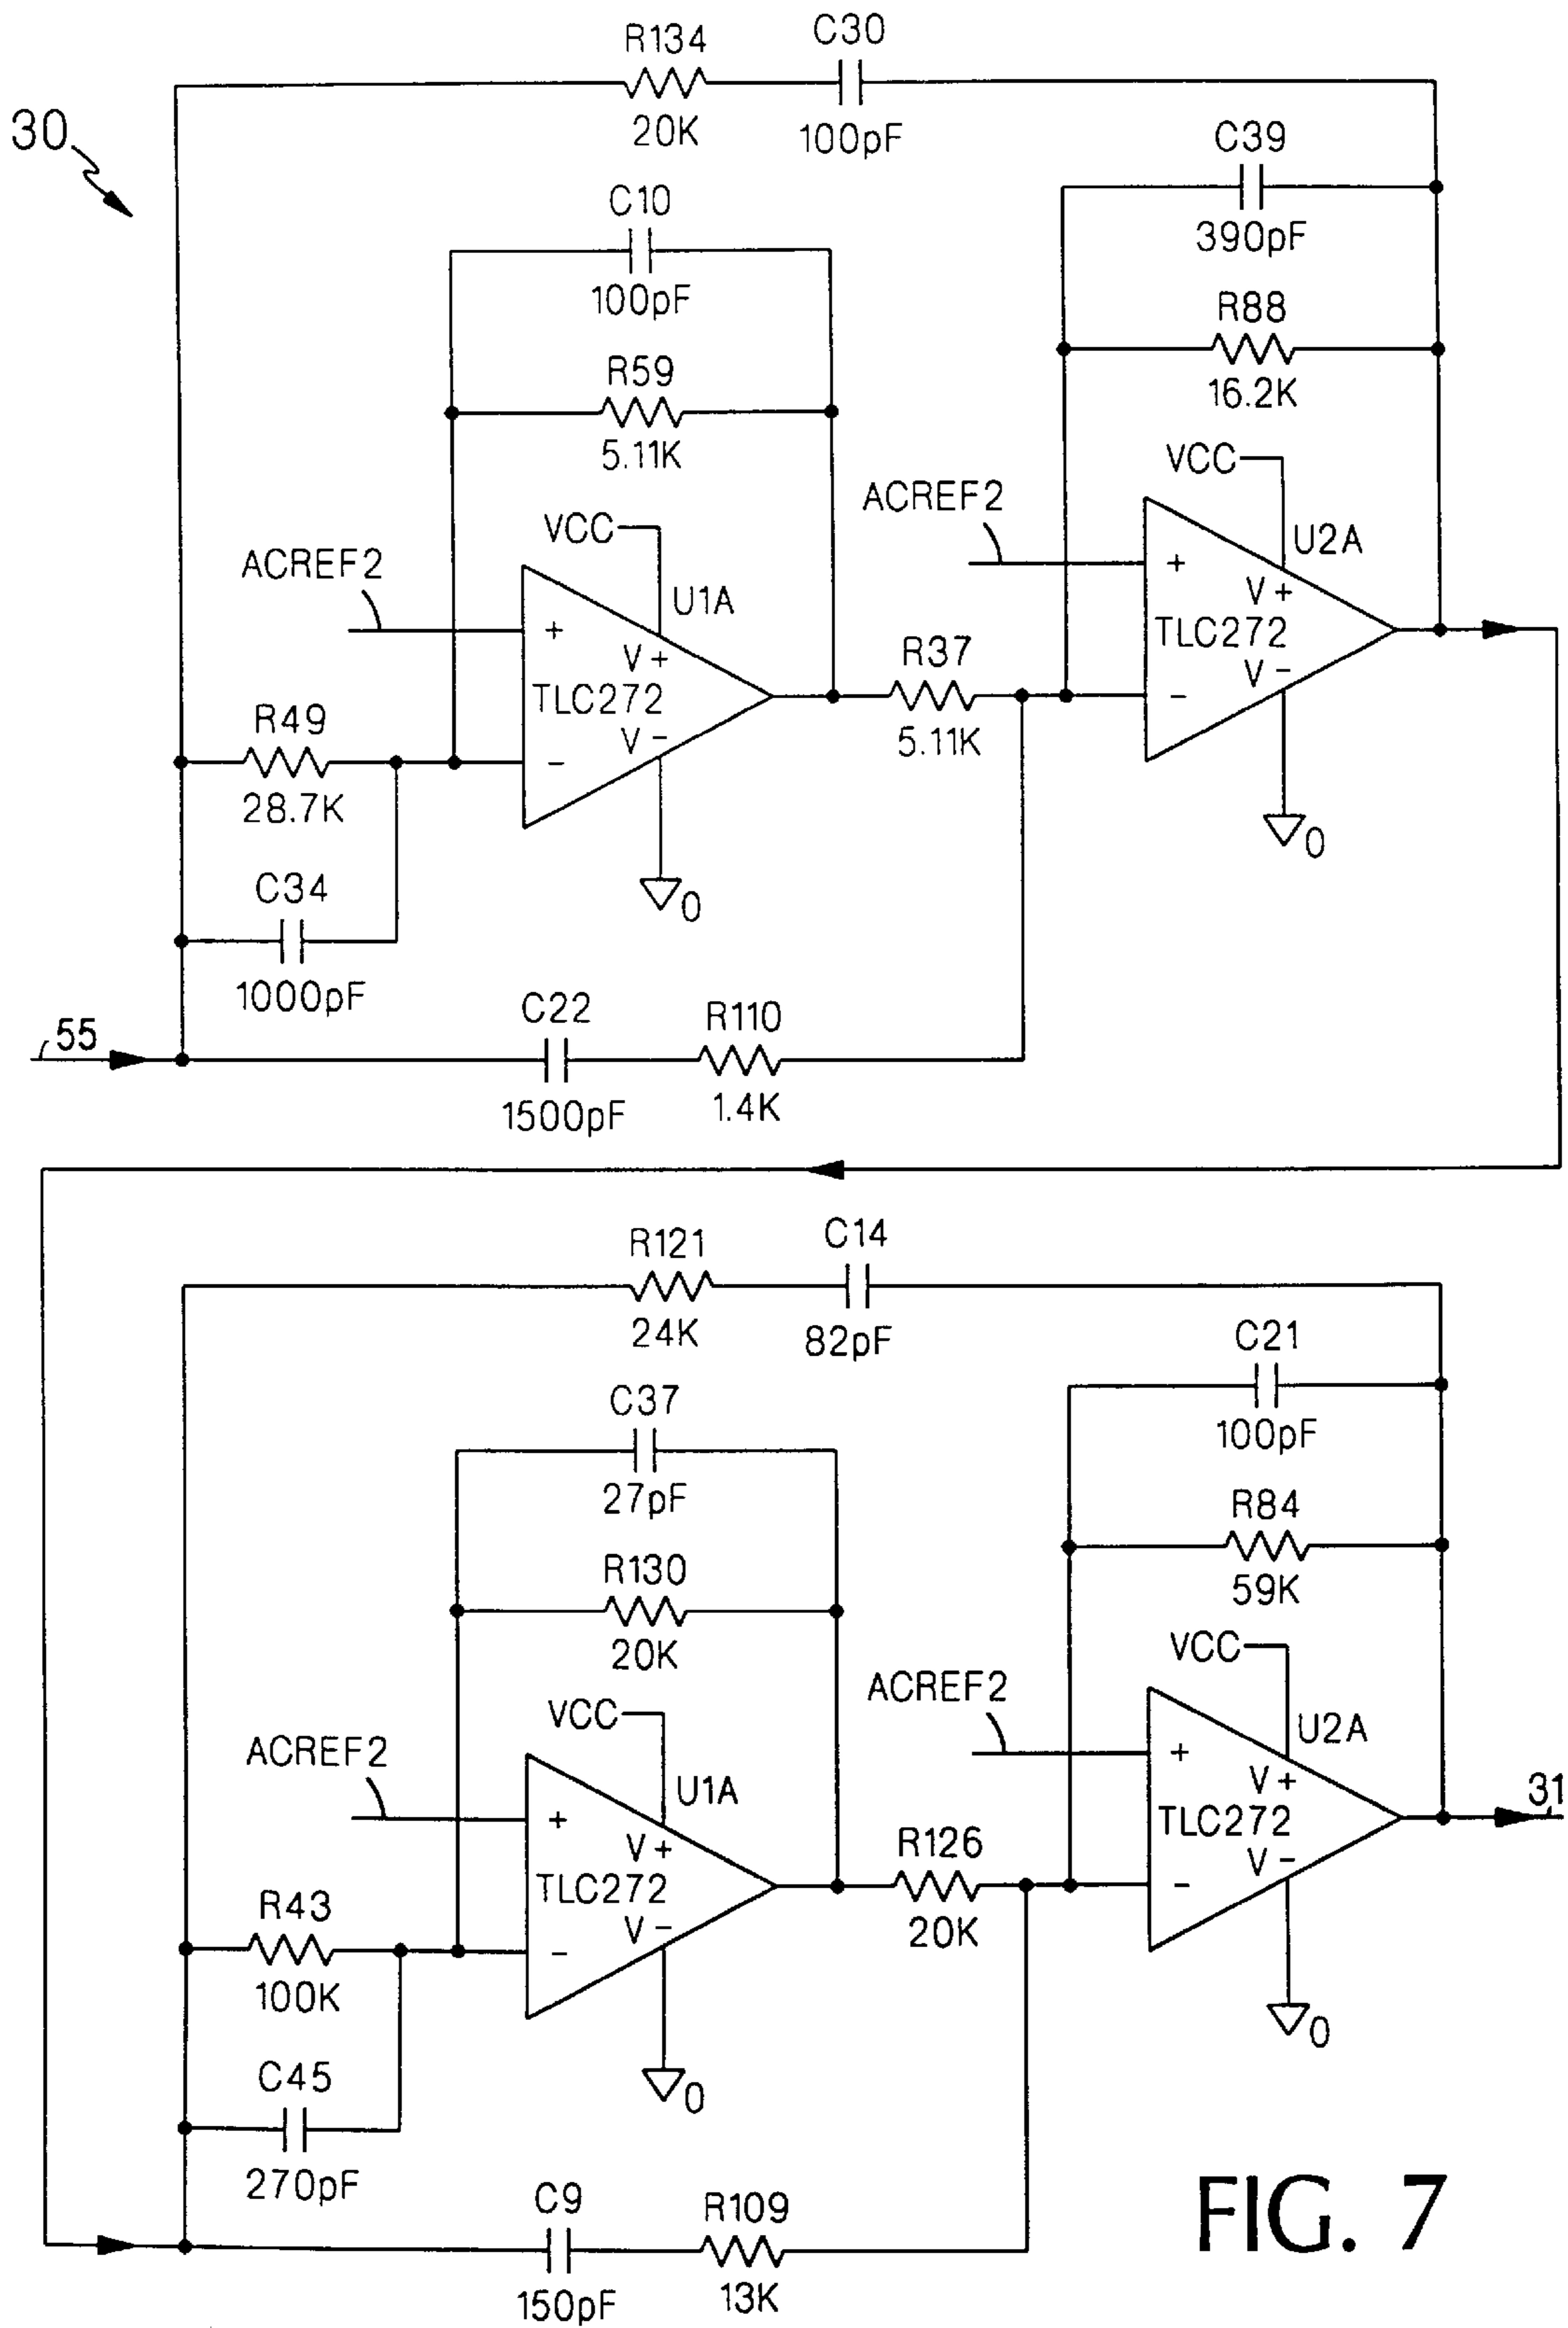 C30
R134
20K
100pF
30
C39
390pF
C10
100pF
R88
16.2K
R59
5.11K
VCC
ACREF2
VCC
U2A
ACREF2
U1A
+
V+
TLC272
V-
-
0
+
V+
TLC272
V-
-
0
R37
5.11K
R49
28.7K
C34
1000pF
55
C22
1500pF
R110
1.4K
R121
24K
C14
82pF
C21
100pF
C37
27pF
R84
59K
R130
20K
VCC
ACREF2
VCC
U2A
ACREF2
U1A
+
V+
TLC272
V-
-
0
31
+
V+
TLC272
V-
-
0
R126
20K
R43
100K
C45
270pF
C9
150pF
R109
13K
FIG. 7